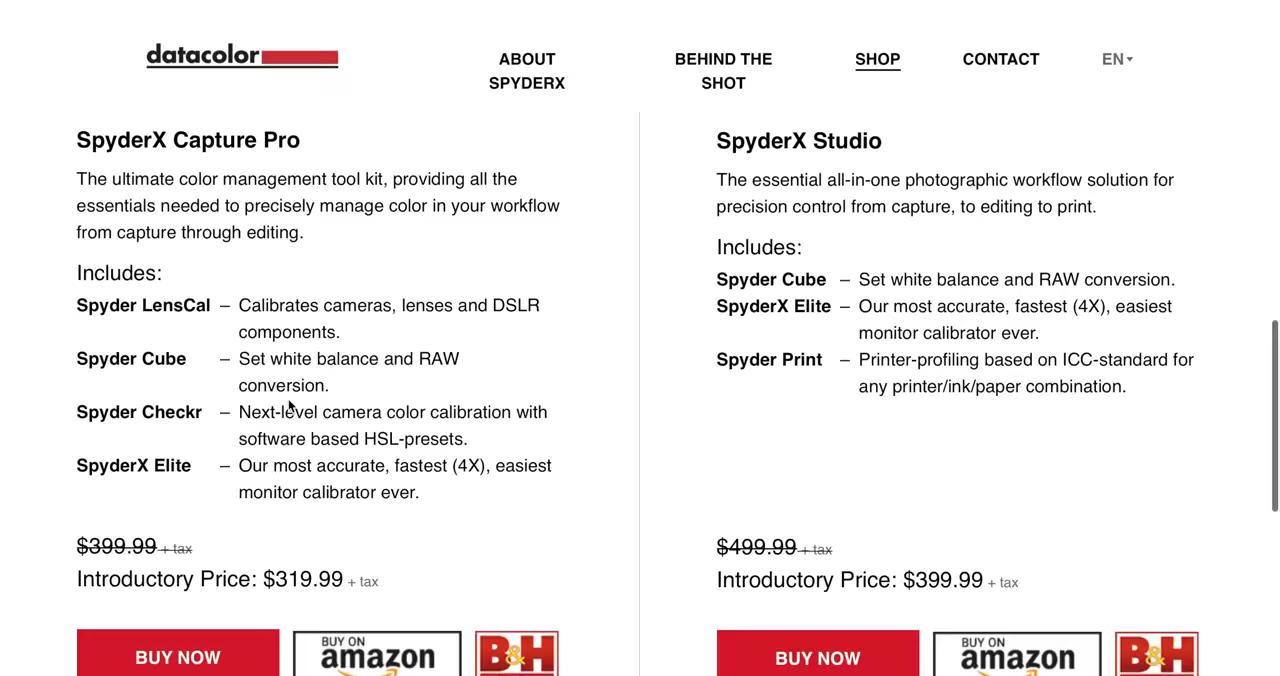 datacolor
ABOUT SPYDERX
BEHIND THE SHOT
SHOP
CONTACT
EN
SpyderX Capture Pro
The ultimate color management tool kit, providing all the
essentials needed to precisely manage color in your workflow
from capture through editing.
Includes:
Spyder LensCal – Calibrates cameras, lenses and DSLR
components.
Spyder Cube – Set white balance and RAW
conversion.
Spyder Checkr – Next-level camera color calibration with
software based HSL-presets.
SpyderX Elite – Our most accurate, fastest (4X), easiest
monitor calibrator ever.
$399.99 + tax
Introductory Price: $319.99 + tax
BUY NOW
BUY ON
amazon
B&H
SpyderX Studio
The essential all-in-one photographic workflow solution for
precision control from capture, to editing to print.
Includes:
Spyder Cube – Set white balance and RAW conversion.
SpyderX Elite – Our most accurate, fastest (4X), easiest
monitor calibrator ever.
Spyder Print – Printer-profiling based on ICC-standard for
any printer/ink/paper combination.
$499.99 + tax
Introductory Price: $399.99 + tax
BUY NOW
BUY ON
amazon
B&H